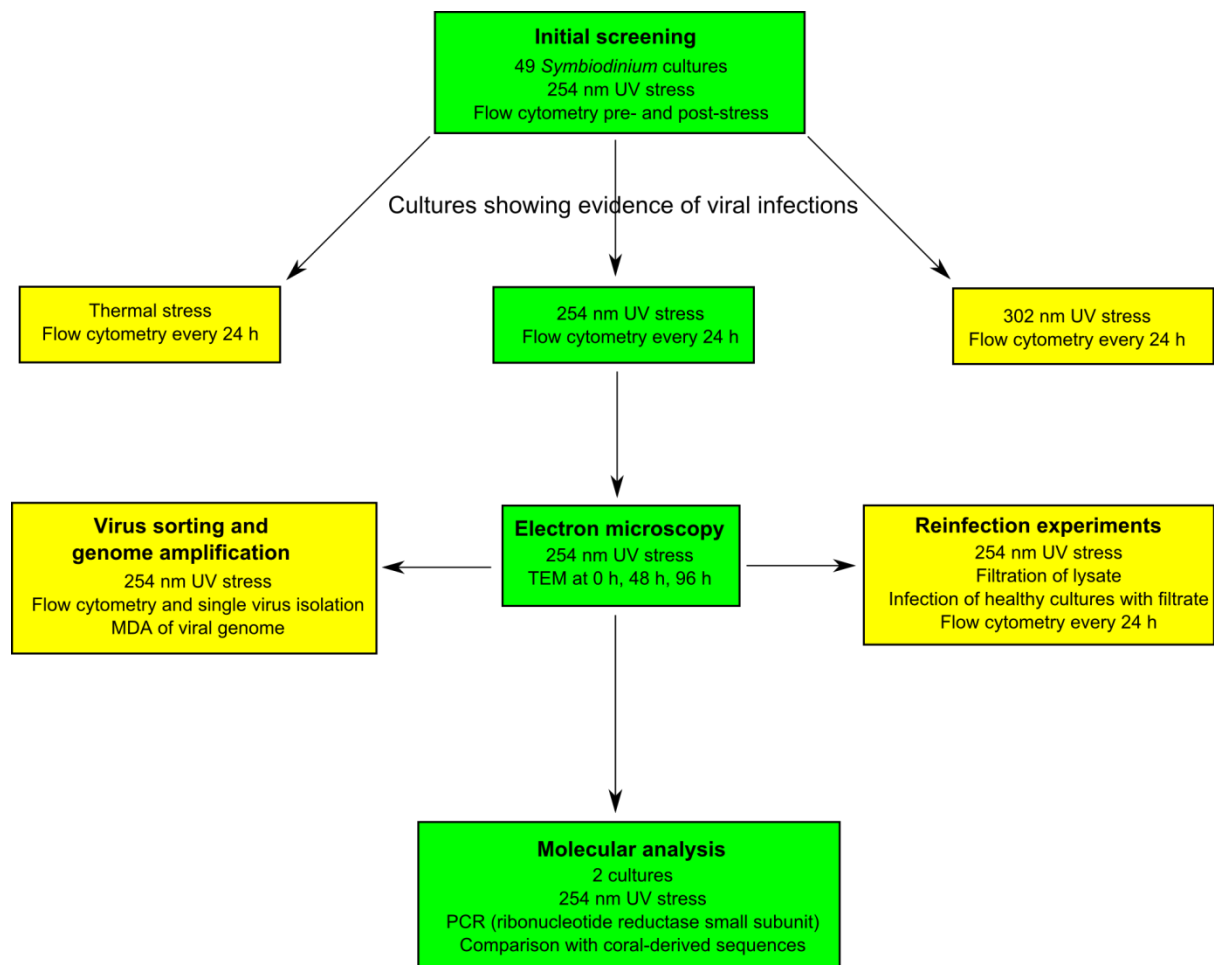 Initial screening
49 Symbiodinium cultures
254 nm UV stress
Flow cytometry pre- and post-stress
Cultures showing evidence of viral infections
Thermal stress
Flow cytometry every 24 h
254 nm UV stress
Flow cytometry every 24 h
302 nm UV stress
Flow cytometry every 24 h
Virus sorting and
genome amplification
254 nm UV stress
Flow cytometry and single virus isolation
MDA of viral genome
Electron microscopy
254 nm UV stress
TEM at 0 h, 48 h, 96 h
Reinfection experiments
254 nm UV stress
Filtration of lysate
Infection of healthy cultures with filtrate
Flow cytometry every 24 h
Molecular analysis
2 cultures
254 nm UV stress
PCR (ribonucleotide reductase small subunit)
Comparison with coral-derived sequences